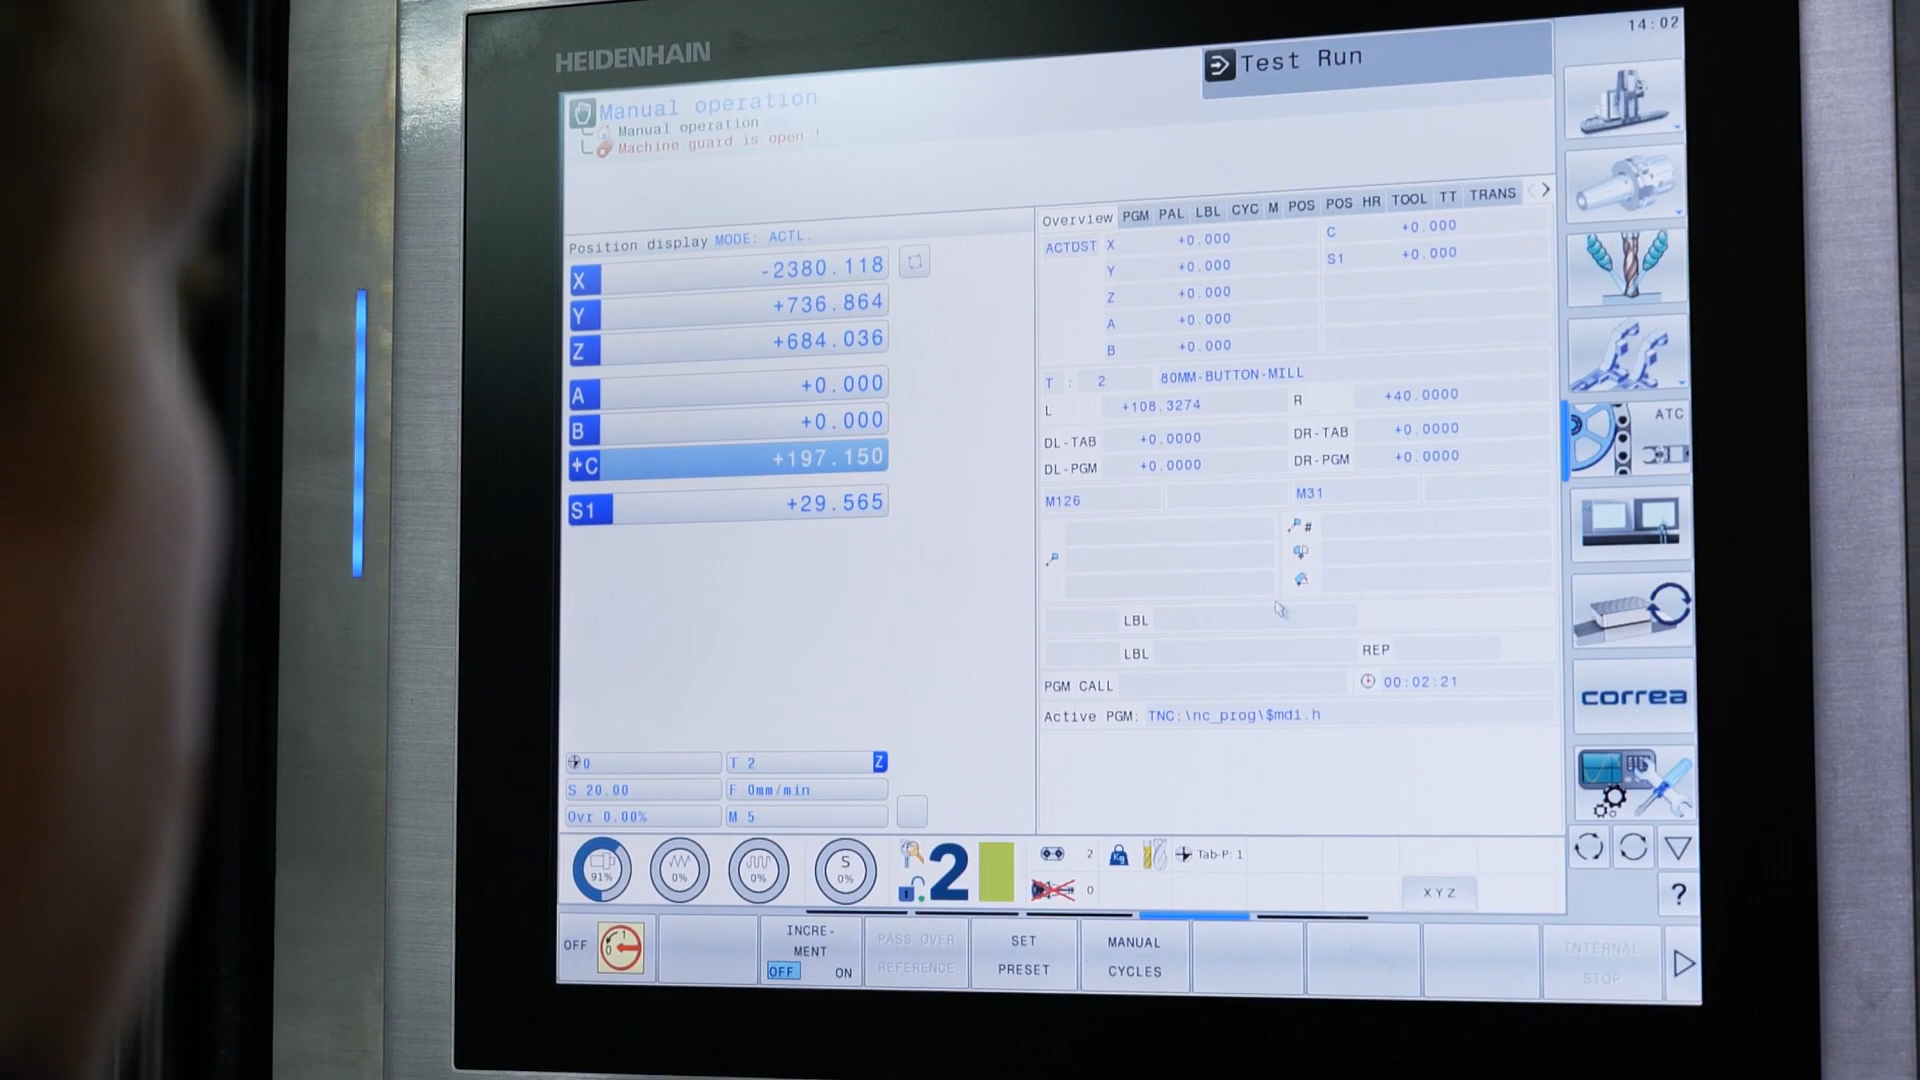 HEIDENHAIN
14:02
Test Run
Manual operation
Manual operation
Machine guard is open !
Position display MODE: ACTL.
X -2380.118
Y +736.864
Z +684.036
A +0.000
B +0.000
C +197.150
S1 +29.565
0
T 2 Z
S 20.00
F 0mm/min
Ovr 0.00%
M 5
Overview PGM PAL LBL CYC M POS POS HR TOOL TT TRANS
ACTDST X +0.000 C +0.000
Y +0.000 S1 +0.000
Z +0.000
A +0.000
B +0.000
T : 2 80MM-BUTTON-MILL
L +108.3274 R +40.0000
DL-TAB +0.0000 DR-TAB +0.0000
DL-PGM +0.0000 DR-PGM +0.0000
M126 M31
#
LBL
LBL REP
PGM CALL 00:02:21
Active PGM: TNC:\nc_prog\$mdi.h
ATC
correa
91% 0% 0% S 0% 1 2 2 Kg Tab-P: 1
0 XYZ
?
OFF 0 1
INCRE-
MENT
OFF ON
PASS OVER
REFERENCE
SET
PRESET
MANUAL
CYCLES
INTERNAL
STOP